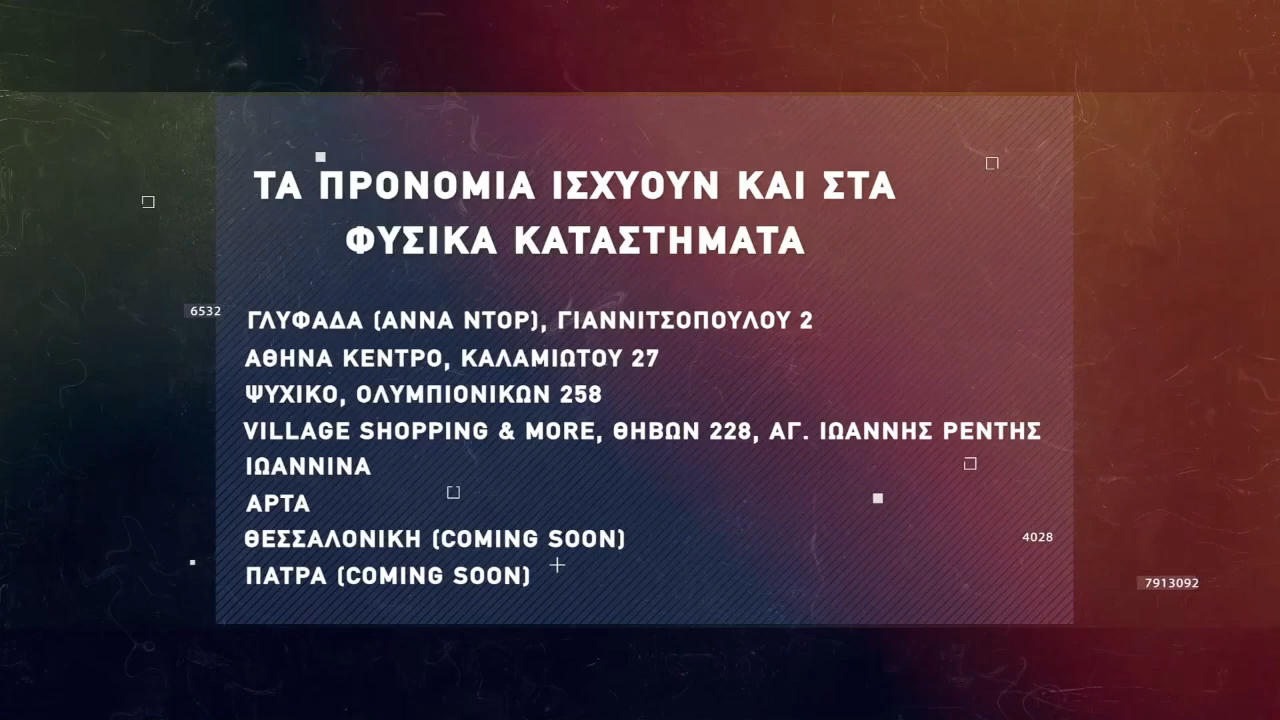 ΤΑ ΠΡΟΝΟΜΙΑ ΙΣΧΥΟΥΝ ΚΑΙ ΣΤΑ
ΦΥΣΙΚΑ ΚΑΤΑΣΤΗΜΑΤΑ
6532
ΓΛΥΦΑΔΑ (ΑΝΝΑ ΝΤΟΡ), ΓΙΑΝΝΙΤΣΟΠΟΥΛΟΥ 2
ΑΘΗΝΑ ΚΕΝΤΡΟ, ΚΑΛΑΜΙΩΤΟΥ 27
ΨΥΧΙΚΟ, ΟΛΥΜΠΙΟΝΙΚΩΝ 258
VILLAGE SHOPPING & MORE, ΘΗΒΩΝ 228, ΑΓ. ΙΩΑΝΝΗΣ ΡΕΝΤΗΣ
ΙΩΑΝΝΙΝΑ
ΑΡΤΑ
ΘΕΣΣΑΛΟΝΙΚΗ (COMING SOON)
4028
ΠΑΤΡΑ (COMING SOON)
7913092